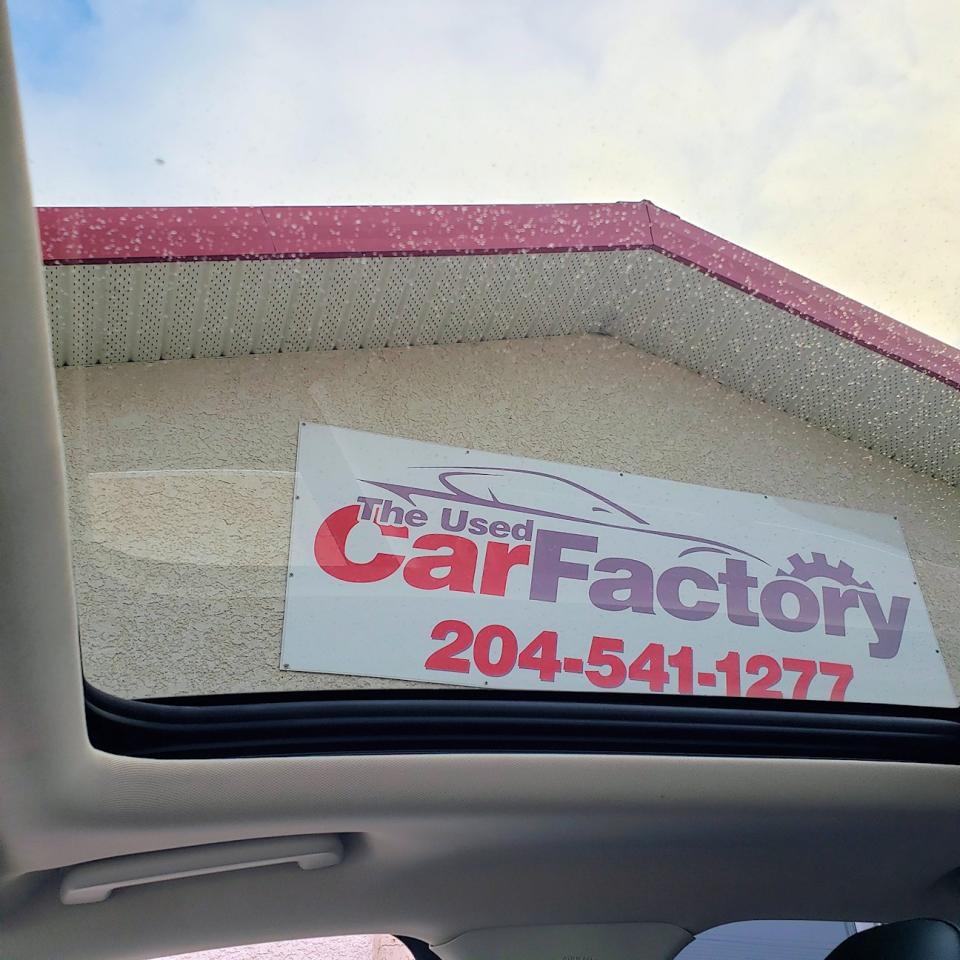 The Used
CarFactory
204-541-1277